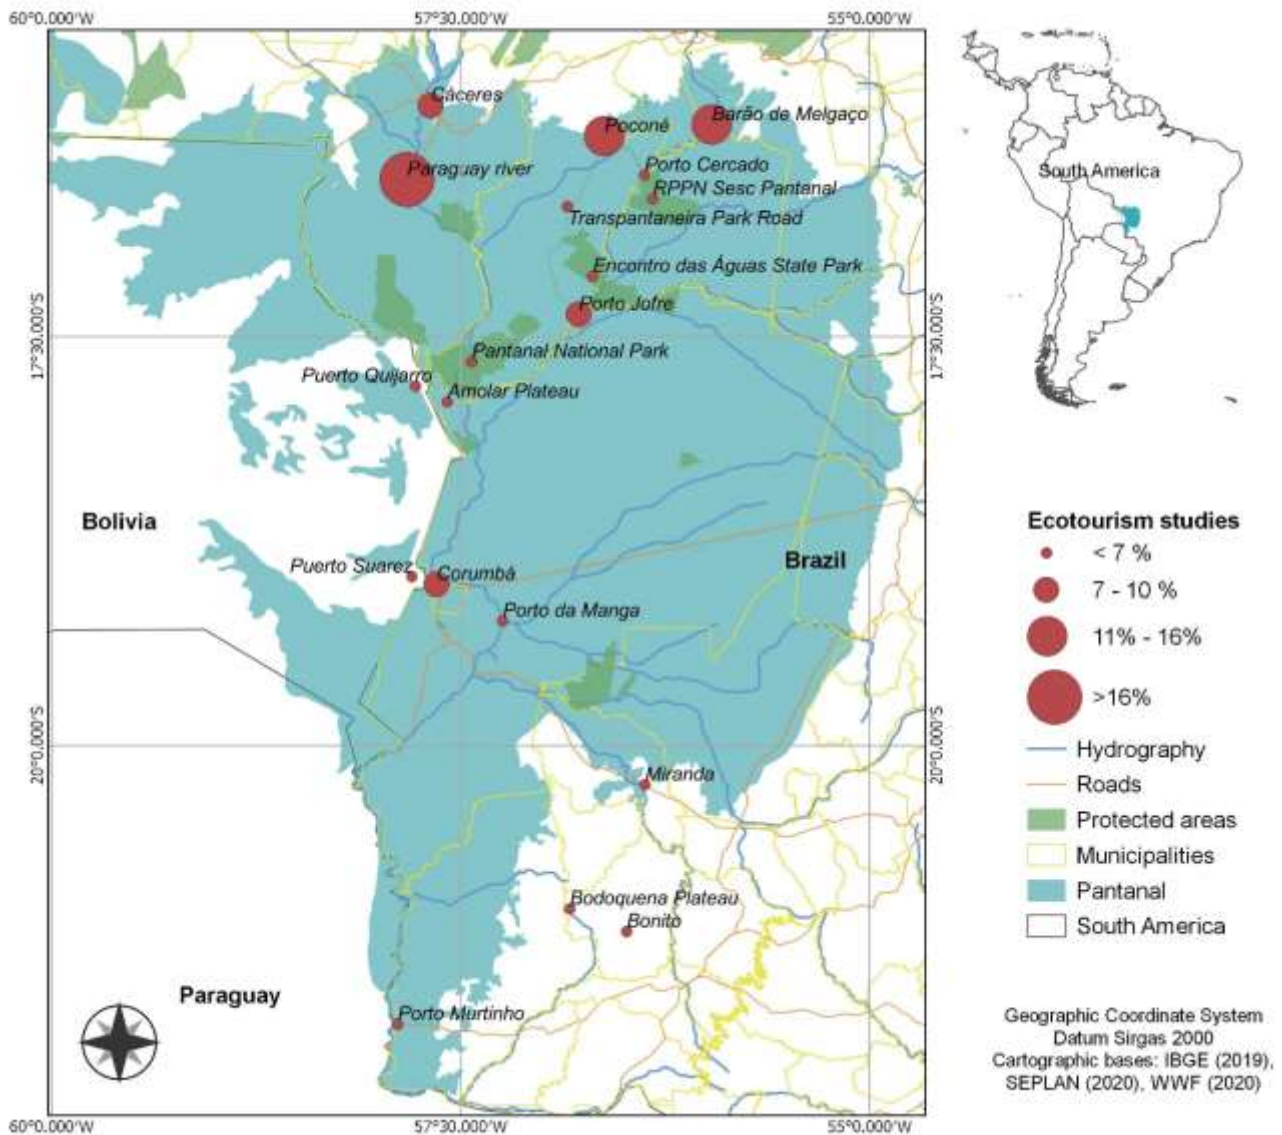 60°0.000'W
57°30.000'W
55°0.000'W
Cáceres
Poconé
Barão de Melgaço
Paraguay river
Porto Cercado
RPPN Sesc Pantanal
Transpantaneira Park Road
Encontro das Águas State Park
Porto Jofre
17°30.000'S
17°30.000'S
Pantanal National Park
Puerto Quijarro
Amolar Plateau
Bolivia
Brazil
Puerto Suarez
Corumbá
Porto da Manga
20°0.000'S
20°0.000'S
Miranda
Bodoquena Plateau
Bonito
Paraguay
Porto Murtinho
60°0.000'W
57°30.000'W
55°0.000'W
South America
Ecotourism studies
< 7 %
7 - 10 %
11% - 16%
>16%
Hydrography
Roads
Protected areas
Municipalities
Pantanal
South America
Geographic Coordinate System
Datum Sirgas 2000
Cartographic bases: IBGE (2019),
SEPLAN (2020), WWF (2020)